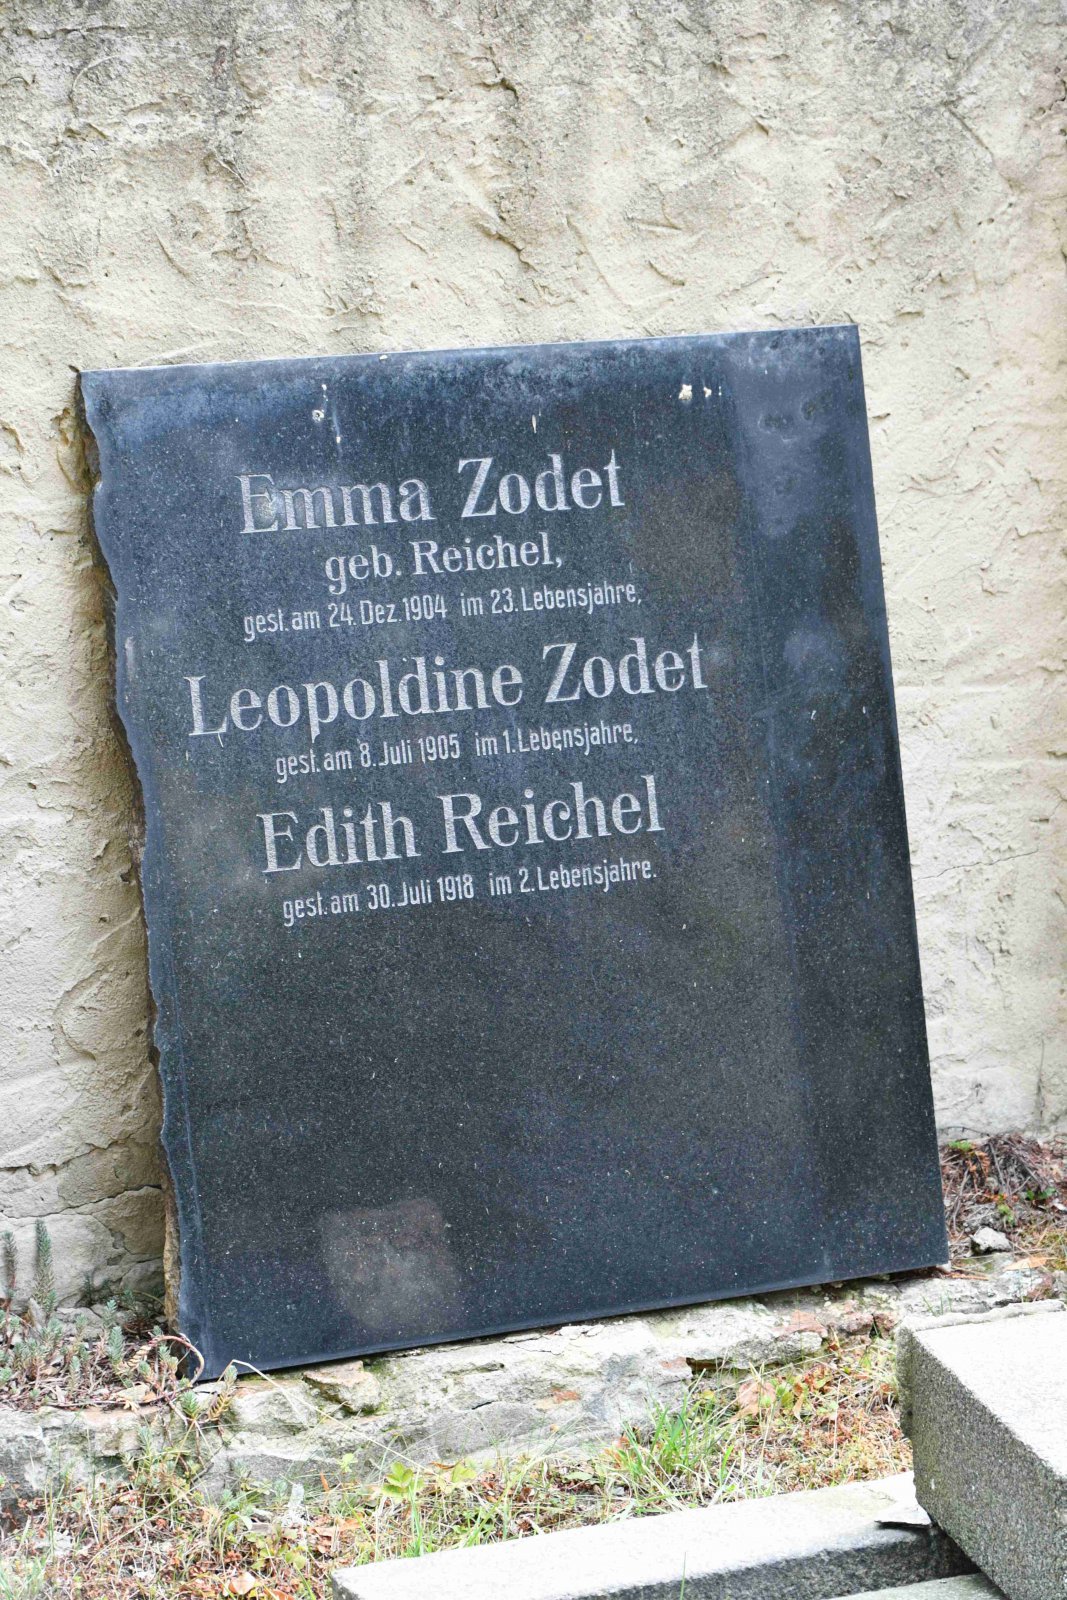 Emma Zodet
geb. Reichel,
gest. am 24. Dez. 1904 im 23. Lebensjahre,
Leopoldine Zodet
gest. am 8. Juli 1905 im 1. Lebensjahre,
Edith Reichel
gest. am 30. Juli 1918 im 2. Lebensjahre.